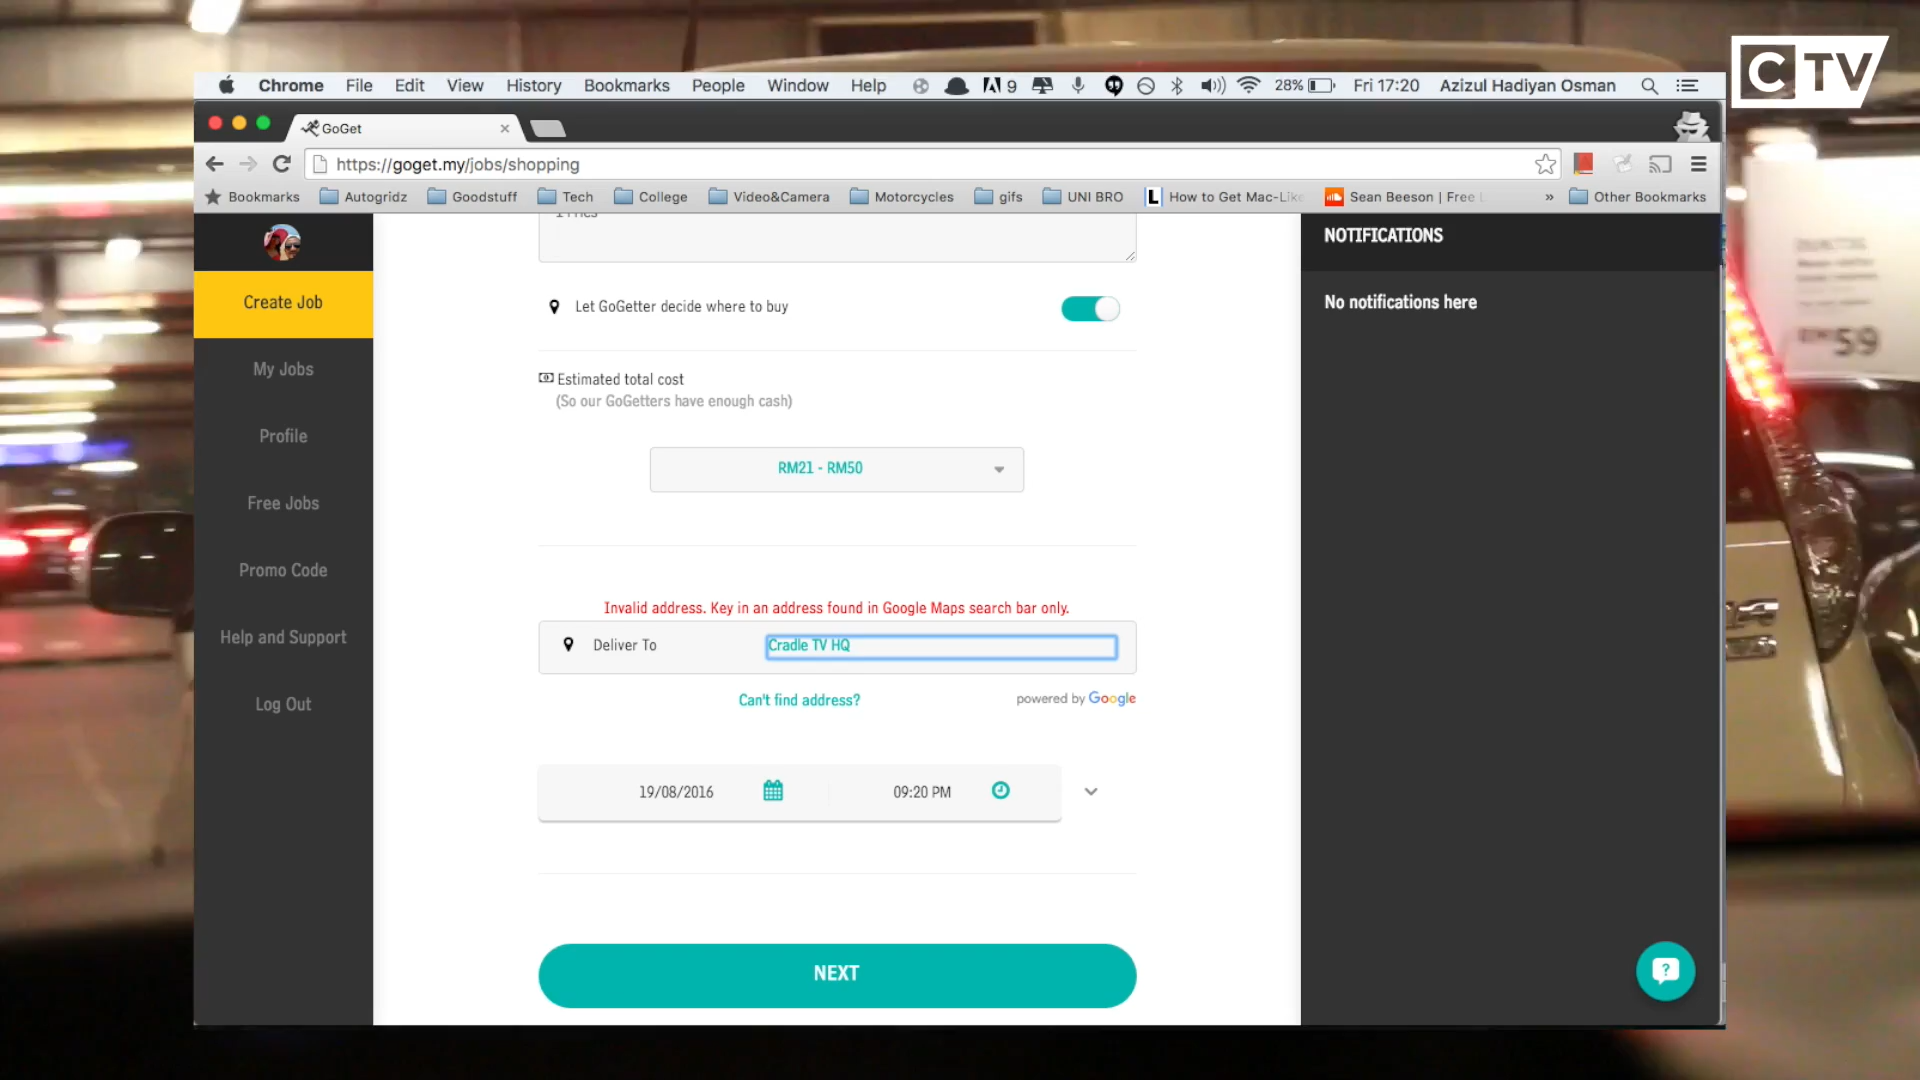 CTV
Chrome File Edit View History Bookmarks People Window Help 9 28% Fri 17:20 Azizul Hadiyan Osman
GoGet
https://goget.my/jobs/shopping
Bookmarks Autogridz Goodstuff Tech College Video&Camera Motorcycles gifs UNI BRO How to Get Mac-Like Sean Beeson | Free » Other Bookmarks
NOTIFICATIONS
No notifications here
Create Job
My Jobs
Profile
Free Jobs
Promo Code
Help and Support
Log Out
Let GoGetter decide where to buy
Estimated total cost
(So our GoGetters have enough cash)
RM21 - RM50
Invalid address. Key in an address found in Google Maps search bar only.
Deliver To Cradle TV HQ
Can't find address? powered by Google
19/08/2016 09:20 PM
NEXT
59